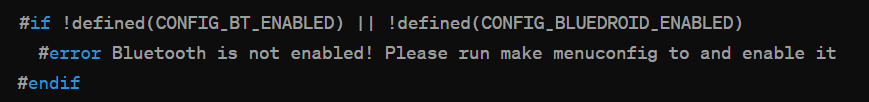 #if !defined(CONFIG_BT_ENABLED) || !defined(CONFIG_BLUEDROID_ENABLED)
#error Bluetooth is not enabled! Please run make menuconfig to and enable it
#endif